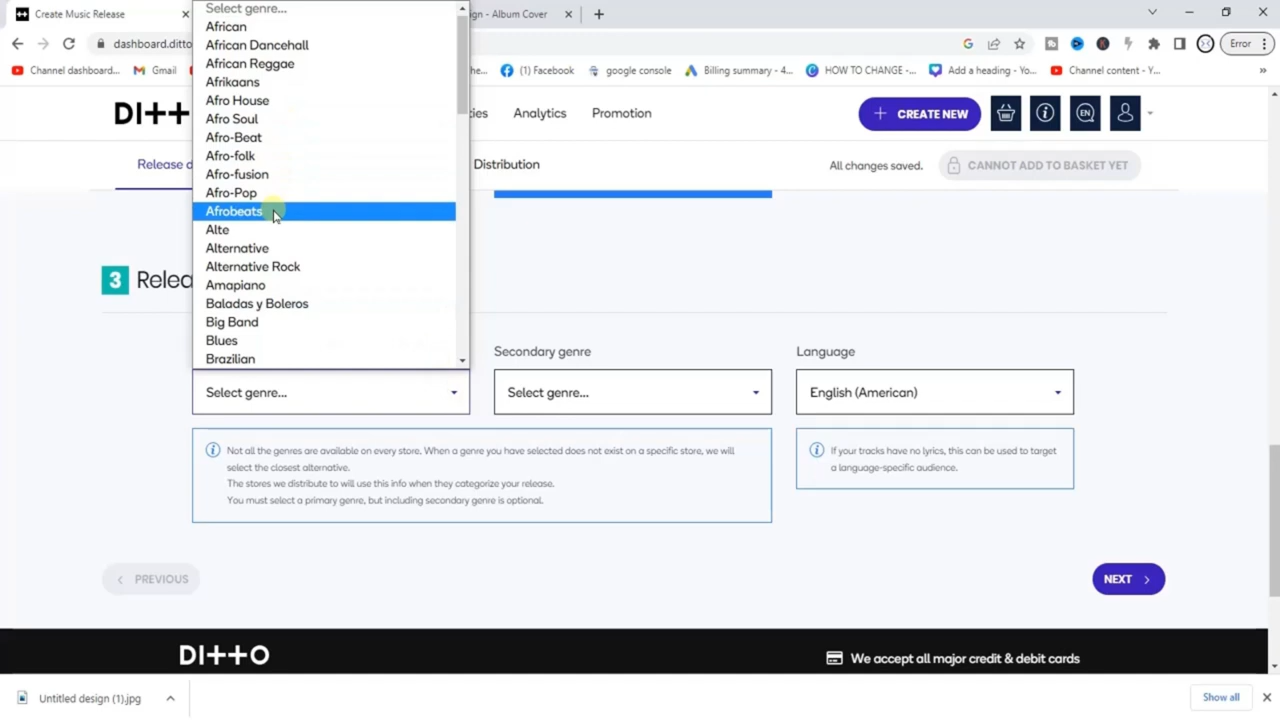 Create Music Release
ign - Album Cover
dashboard.ditto
Error
Channel dashboard...
Gmail
he...
(1) Facebook
google console
Billing summary - 4...
HOW TO CHANGE -...
Add a heading - Yo...
Channel content - Y...
»
DITTO
cies
Analytics
Promotion
CREATE NEW
EN
Release d
Distribution
All changes saved.
CANNOT ADD TO BASKET YET
Select genre...
African
African Dancehall
African Reggae
Afrikaans
Afro House
Afro Soul
Afro-Beat
Afro-folk
Afro-fusion
Afro-Pop
Afrobeats
Alte
Alternative
Alternative Rock
Amapiano
Baladas y Boleros
Big Band
Blues
Brazilian
3 Relea
Secondary genre
Language
Select genre...
Select genre...
English (American)
Not all the genres are available on every store. When a genre you have selected does not exist on a specific store, we will
select the closest alternative.
The stores we distribute to will use this info when they categorize your release.
You must select a primary genre, but including secondary genre is optional.
If your tracks have no lyrics, this can be used to target
a language-specific audience.
PREVIOUS
NEXT
DITTO
We accept all major credit & debit cards
Untitled design (1).jpg
Show all